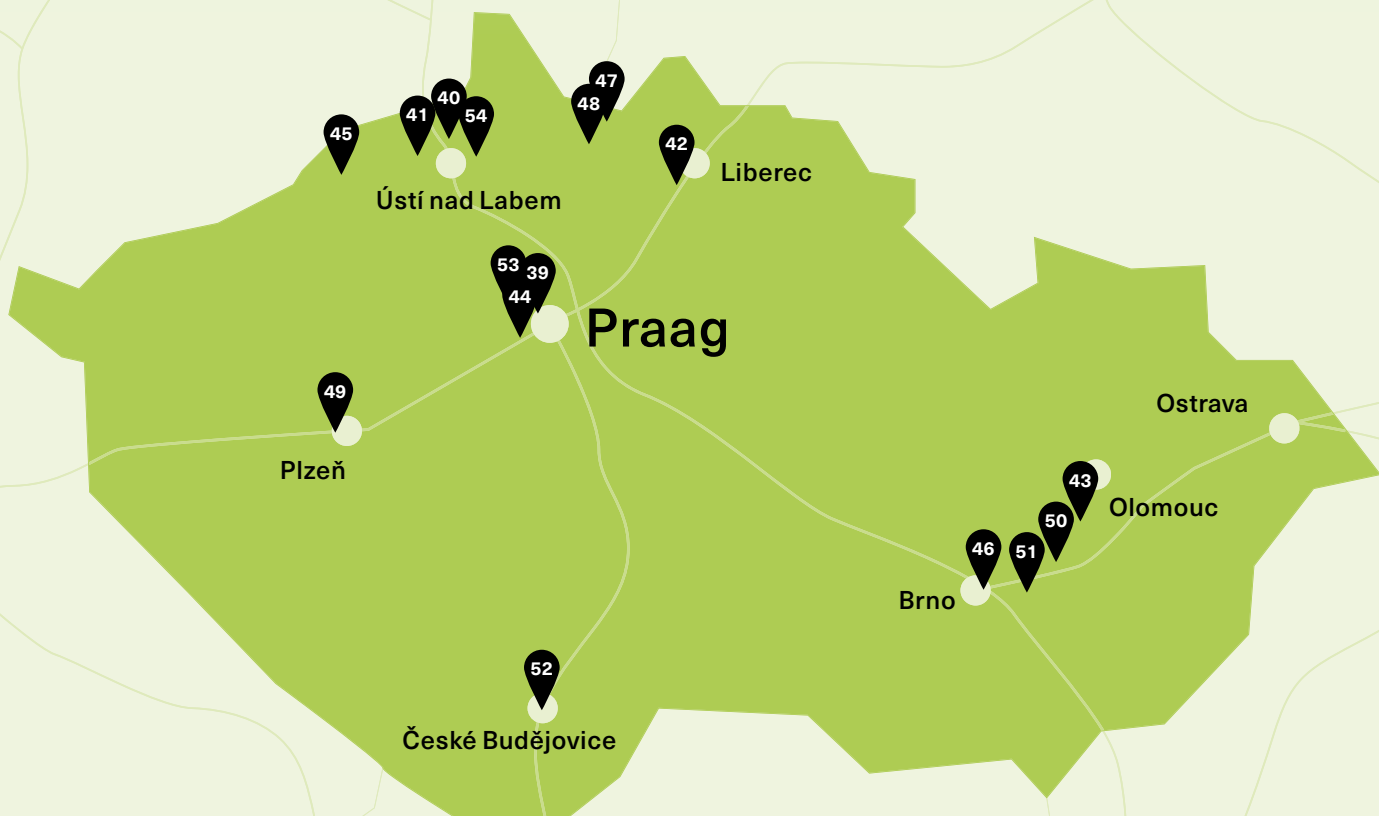 47
40
48
41
54
45
42
Liberec
Ústí nad Labem
53
39
44
Praag
49
Ostrava
Plzeň
43
Olomouc
50
46
51
Brno
52
České Budějovice